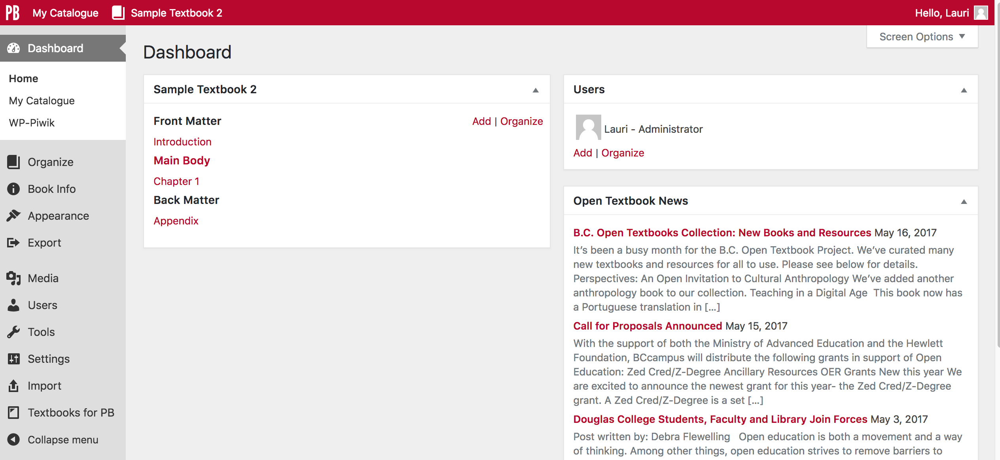 PB My Catalogue Sample Textbook 2 Hello, Lauri
Screen Options
Dashboard
Home
My Catalogue
WP-Piwik
Organize
Book Info
Appearance
Export
Media
Users
Tools
Settings
Import
Textbooks for PB
Collapse menu
Dashboard
Sample Textbook 2
Front Matter Add | Organize
Introduction
Main Body
Chapter 1
Back Matter
Appendix
Users
Lauri - Administrator
Add | Organize
Open Textbook News
B.C. Open Textbooks Collection: New Books and Resources May 16, 2017
It’s been a busy month for the B.C. Open Textbook Project. We’ve curated many
new textbooks and resources for all to use. Please see below for details.
Perspectives: An Open Invitation to Cultural Anthropology We’ve added another
anthropology book to our collection. Teaching in a Digital Age  This book now has
a Portuguese translation in […]
Call for Proposals Announced May 15, 2017
With the support of both the Ministry of Advanced Education and the Hewlett
Foundation, BCcampus will distribute the following grants in support of Open
Education: Zed Cred/Z-Degree Ancillary Resources OER Grants New this year We
are excited to announce the newest grant for this year- the Zed Cred/Z-Degree
grant. A Zed Cred/Z-Degree is a set […]
Douglas College Students, Faculty and Library Join Forces May 3, 2017
Post written by: Debra Flewelling   Open education is both a movement and a way
of thinking. Among other things, open education strives to remove barriers to